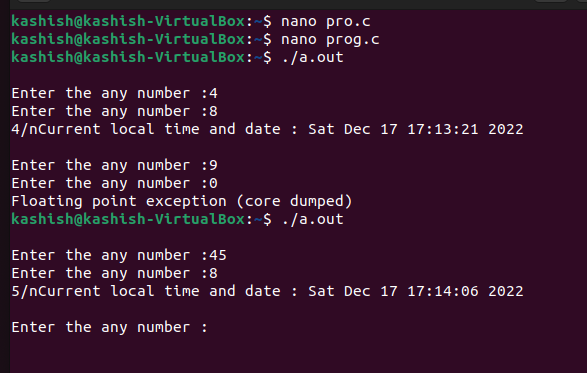 kashish@kashish-VirtualBox:~$ nano pro.c
kashish@kashish-VirtualBox:~$ nano prog.c
kashish@kashish-VirtualBox:~$ ./a.out
Enter the any number :4
Enter the any number :8
4/nCurrent local time and date : Sat Dec 17 17:13:21 2022
Enter the any number :9
Enter the any number :0
Floating point exception (core dumped)
kashish@kashish-VirtualBox:~$ ./a.out
Enter the any number :45
Enter the any number :8
5/nCurrent local time and date : Sat Dec 17 17:14:06 2022
Enter the any number :